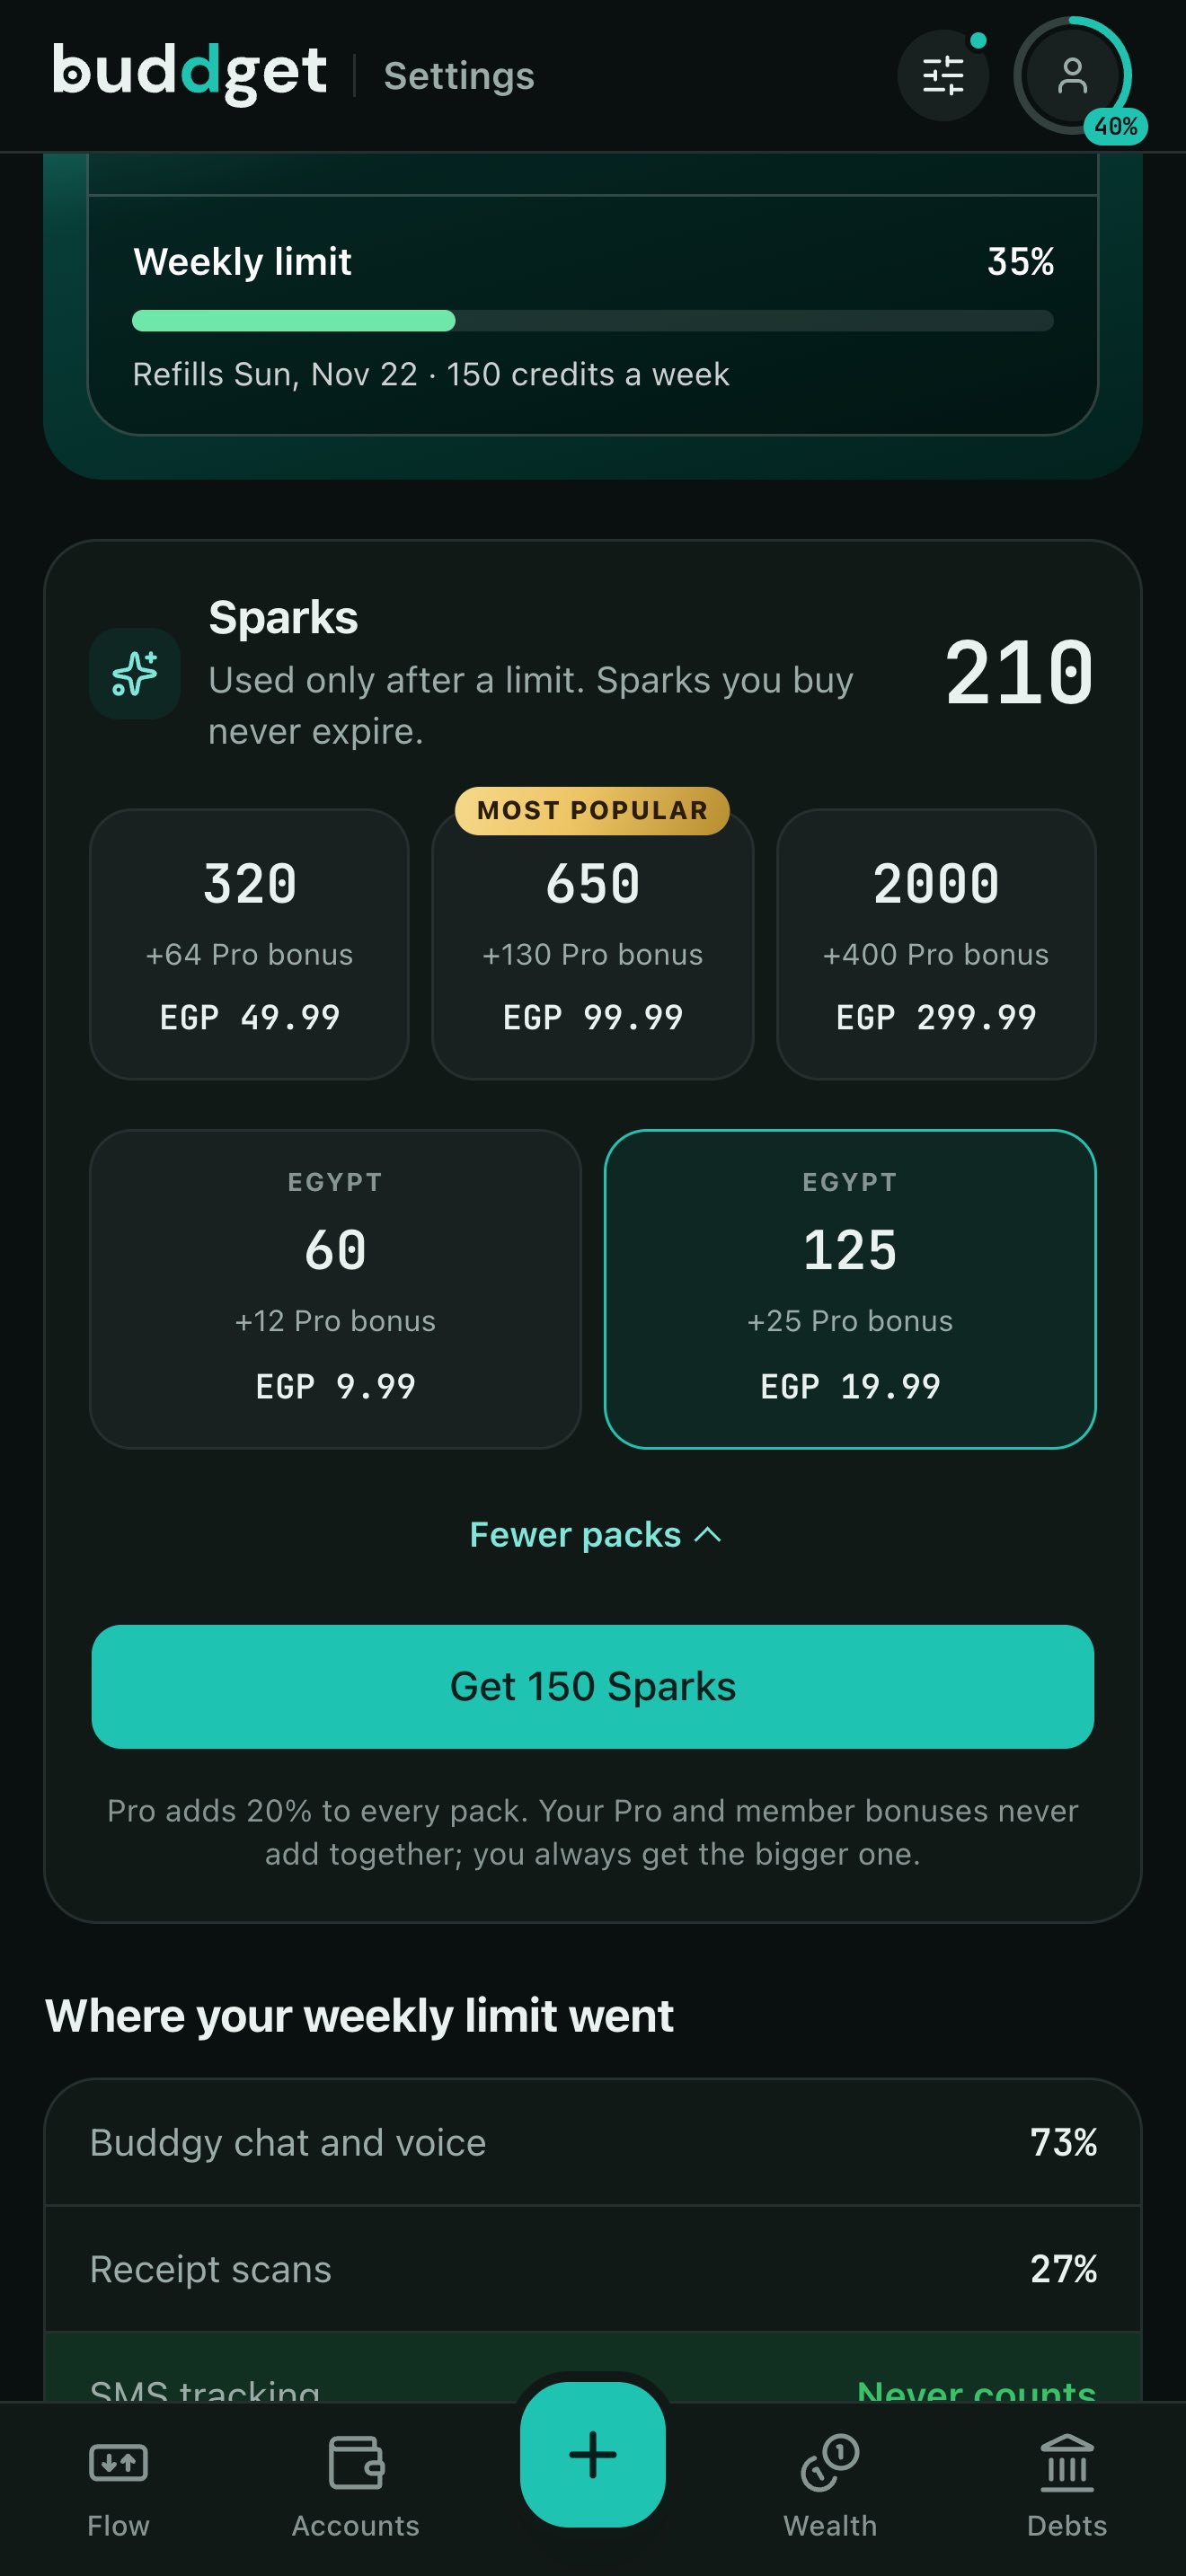 buddget | Settings
40%
Weekly limit 35%
Refills Sun, Nov 22 · 150 credits a week
Sparks
Used only after a limit. Sparks you buy
never expire.
210
MOST POPULAR
320 650 2000
+64 Pro bonus +130 Pro bonus +400 Pro bonus
EGP 49.99 EGP 99.99 EGP 299.99
EGYPT EGYPT
60 125
+12 Pro bonus +25 Pro bonus
EGP 9.99 EGP 19.99
Fewer packs
Get 150 Sparks
Pro adds 20% to every pack. Your Pro and member bonuses never
add together; you always get the bigger one.
Where your weekly limit went
Buddgy chat and voice 73%
Receipt scans 27%
SMS tracking Never counts
Flow Accounts Wealth Debts